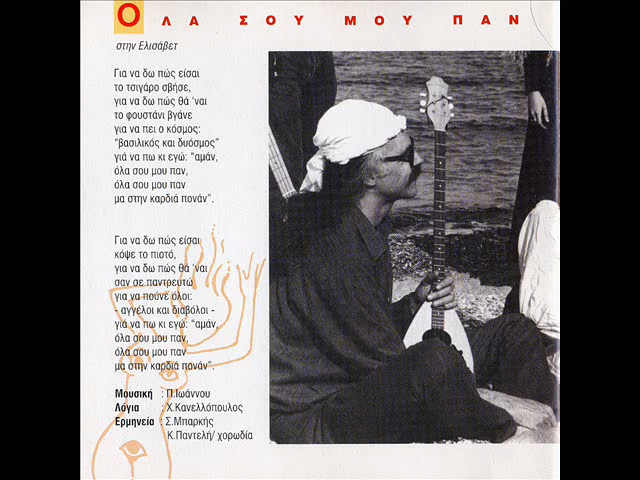 ΟΛΑ ΣΟΥ ΜΟΥ ΠΑΝ
στην Ελισάβετ
Για να δω πώς είσαι
το τσιγάρο σβήσε,
για να δω πώς θά 'ναι
το φουστάνι βγάνε
για να πει ο κόσμος:
"βασιλικός και δυόσμος"
γιά να πω κι εγώ: "αμάν,
όλα σου μου παν,
όλα σου μου παν
μα στην καρδιά πονάν".
Για να δω πώς είσαι
κόψε το πιοτό,
για να δω πώς θά 'ναι
σαν σε παντρευτώ
για να πούνε όλοι:
- αγγέλοι και διαβόλοι -
γιά να πω κι εγώ: "αμάν,
όλα σου μου παν,
όλα σου μου παν
μα στην καρδιά πονάν".
Μουσική : Π.Ιωάννου
Λόγια : Χ.Κανελλόπουλος
Ερμηνεία : Σ.Μπαρκής
Κ.Παντελή/ χορωδία